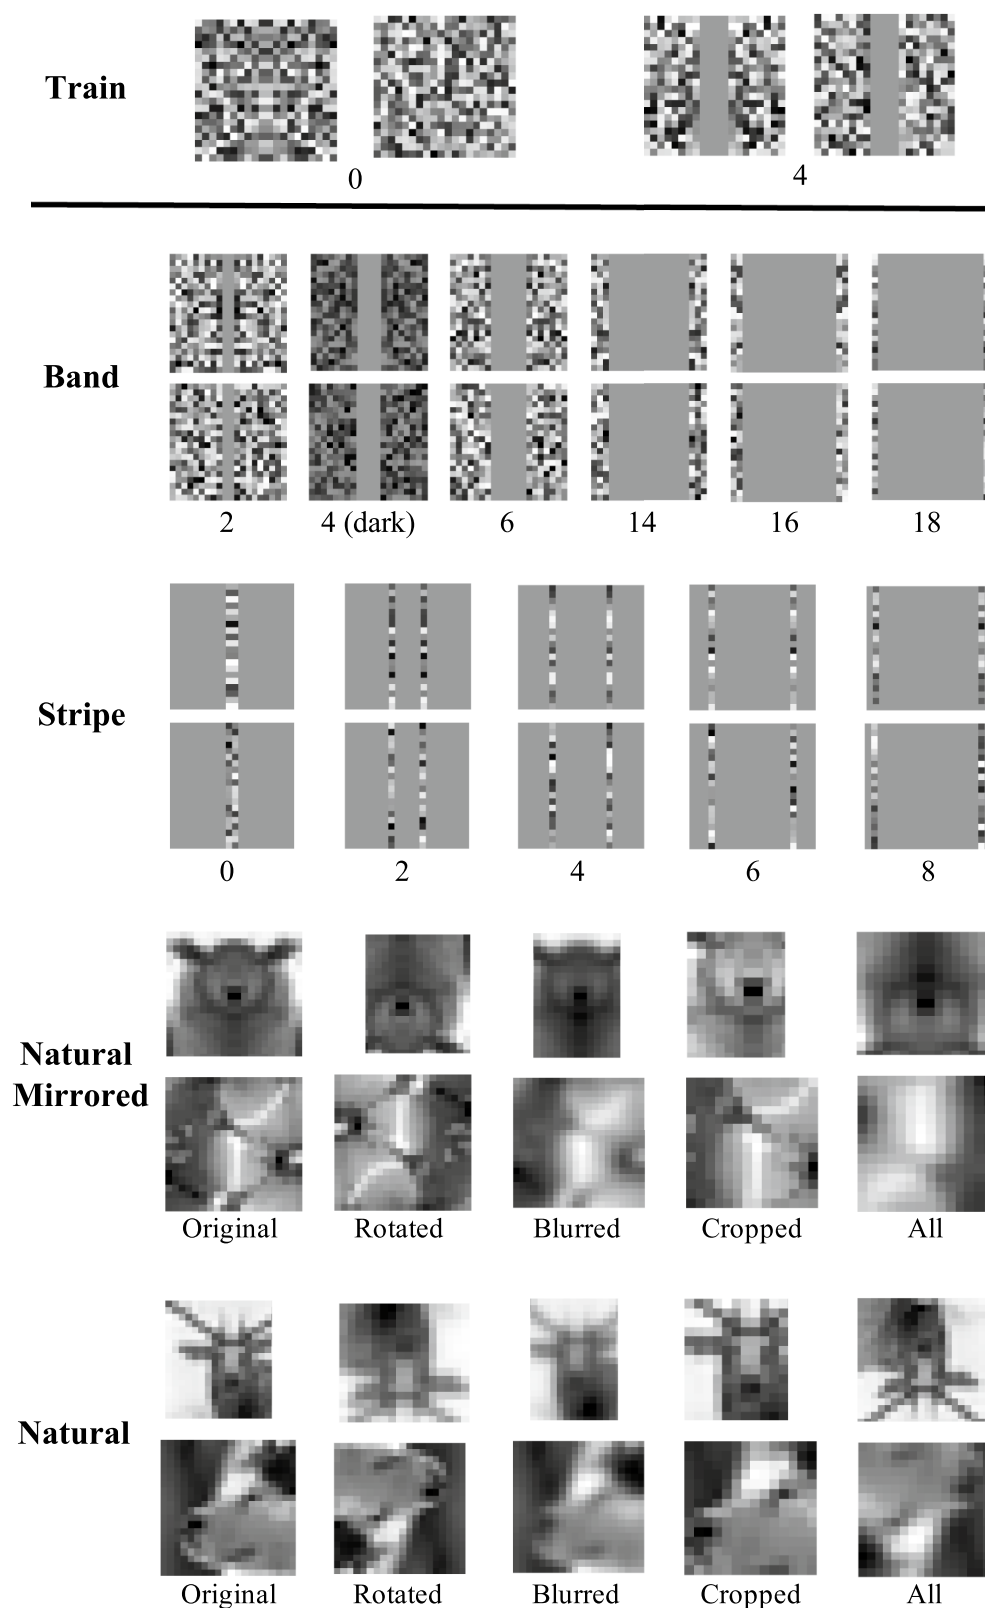 Train
0 4
Band
2 4 (dark) 6 14 16 18
Stripe
0 2 4 6 8
Natural
Mirrored
Original Rotated Blurred Cropped All
Natural
Original Rotated Blurred Cropped All